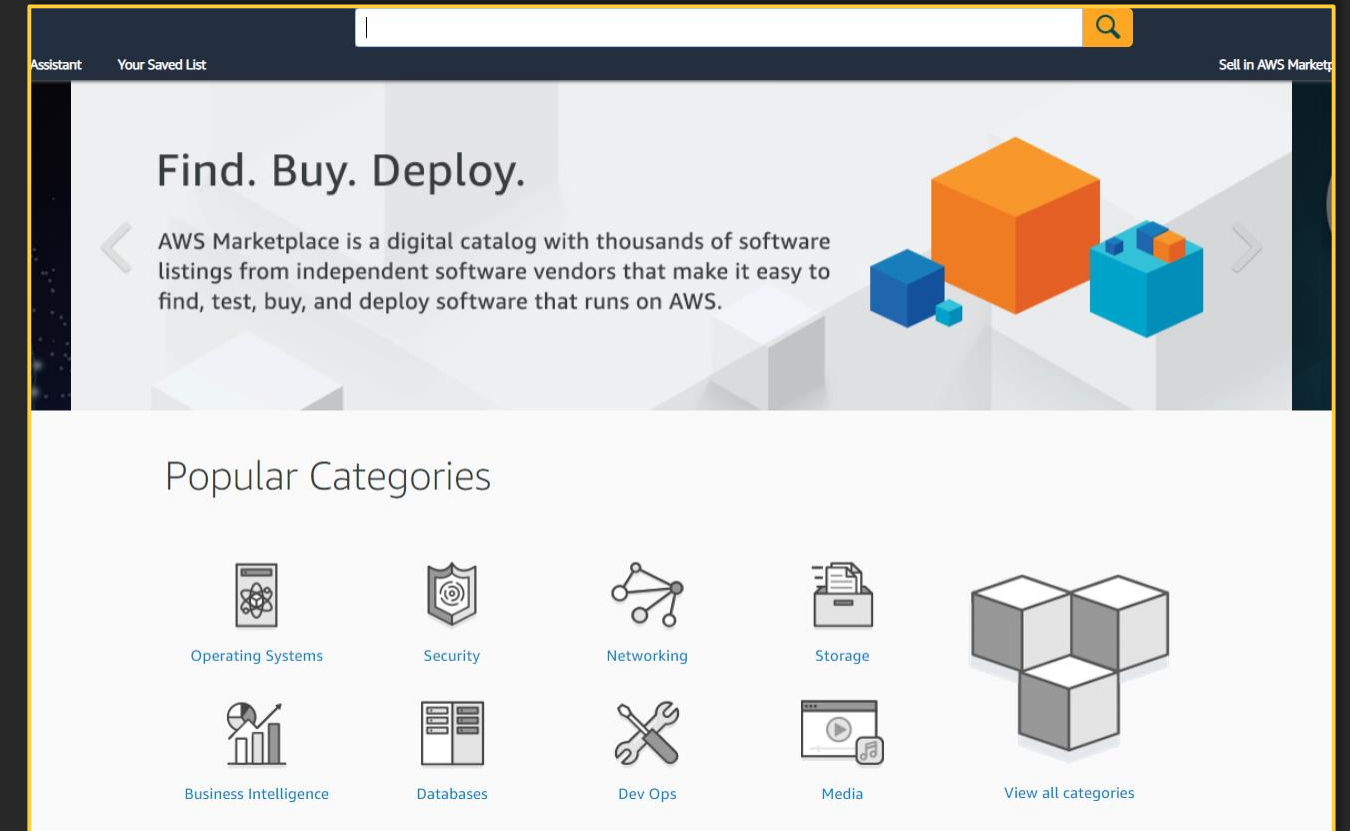 Assistant Your Saved List Sell in AWS
Find. Buy. Deploy.
AWS Marketplace is a digital catalog with thousands of software
listings from independent software vendors that make it easy to
find, test, buy, and deploy software that runs on AWS.
Popular Categories
Operating Systems Security Networking Storage
Business Intelligence Databases Dev Ops Media View all categories